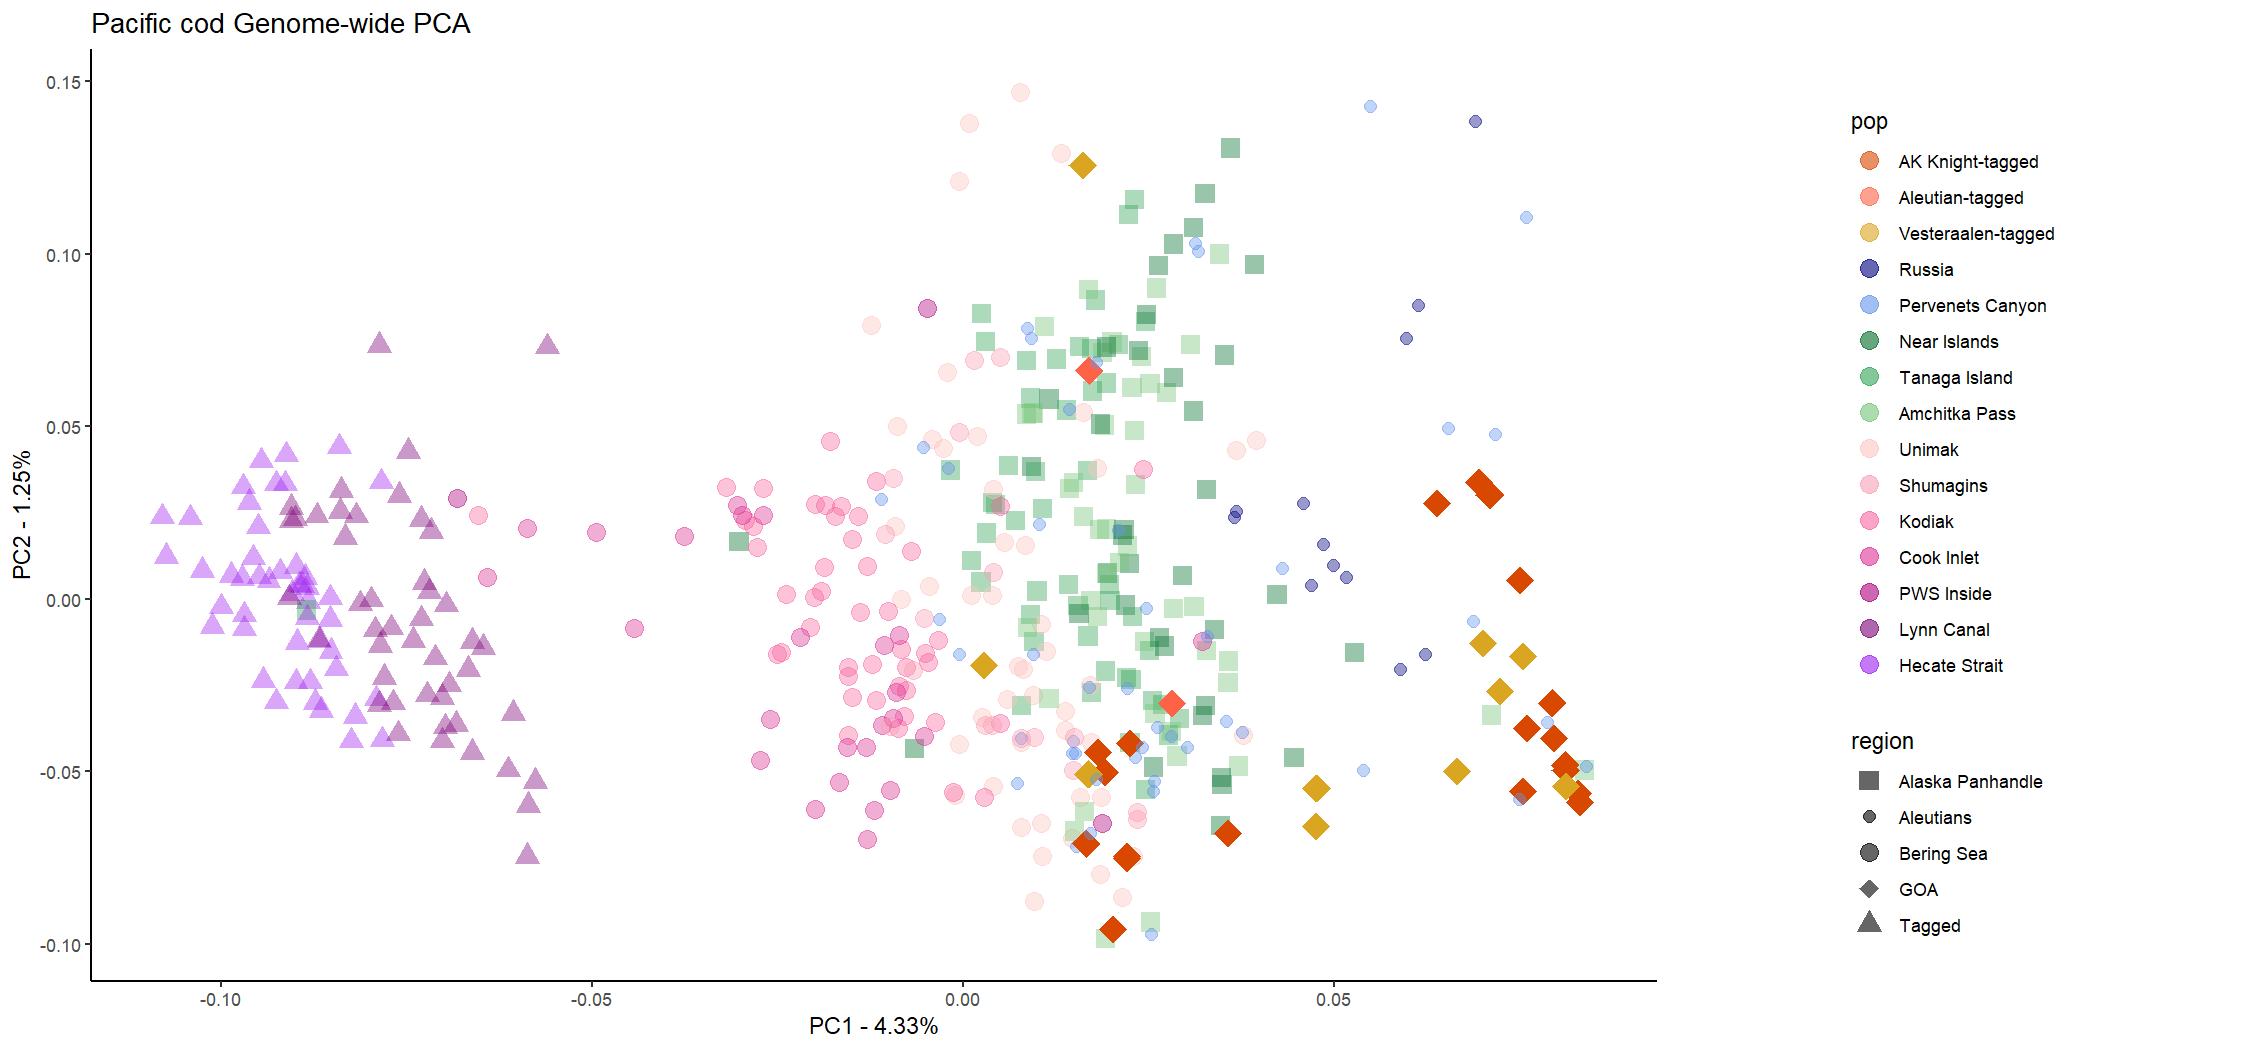 Pacific cod Genome-wide PCA
0.15
0.10
0.05
0.00
-0.05
-0.10
PC2 - 1.25%
-0.10
-0.05
0.00
0.05
PC1 - 4.33%
pop
AK Knight-tagged
Aleutian-tagged
Vesteraalen-tagged
Russia
Pervenets Canyon
Near Islands
Tanaga Island
Amchitka Pass
Unimak
Shumagins
Kodiak
Cook Inlet
PWS Inside
Lynn Canal
Hecate Strait
region
Alaska Panhandle
Aleutians
Bering Sea
GOA
Tagged